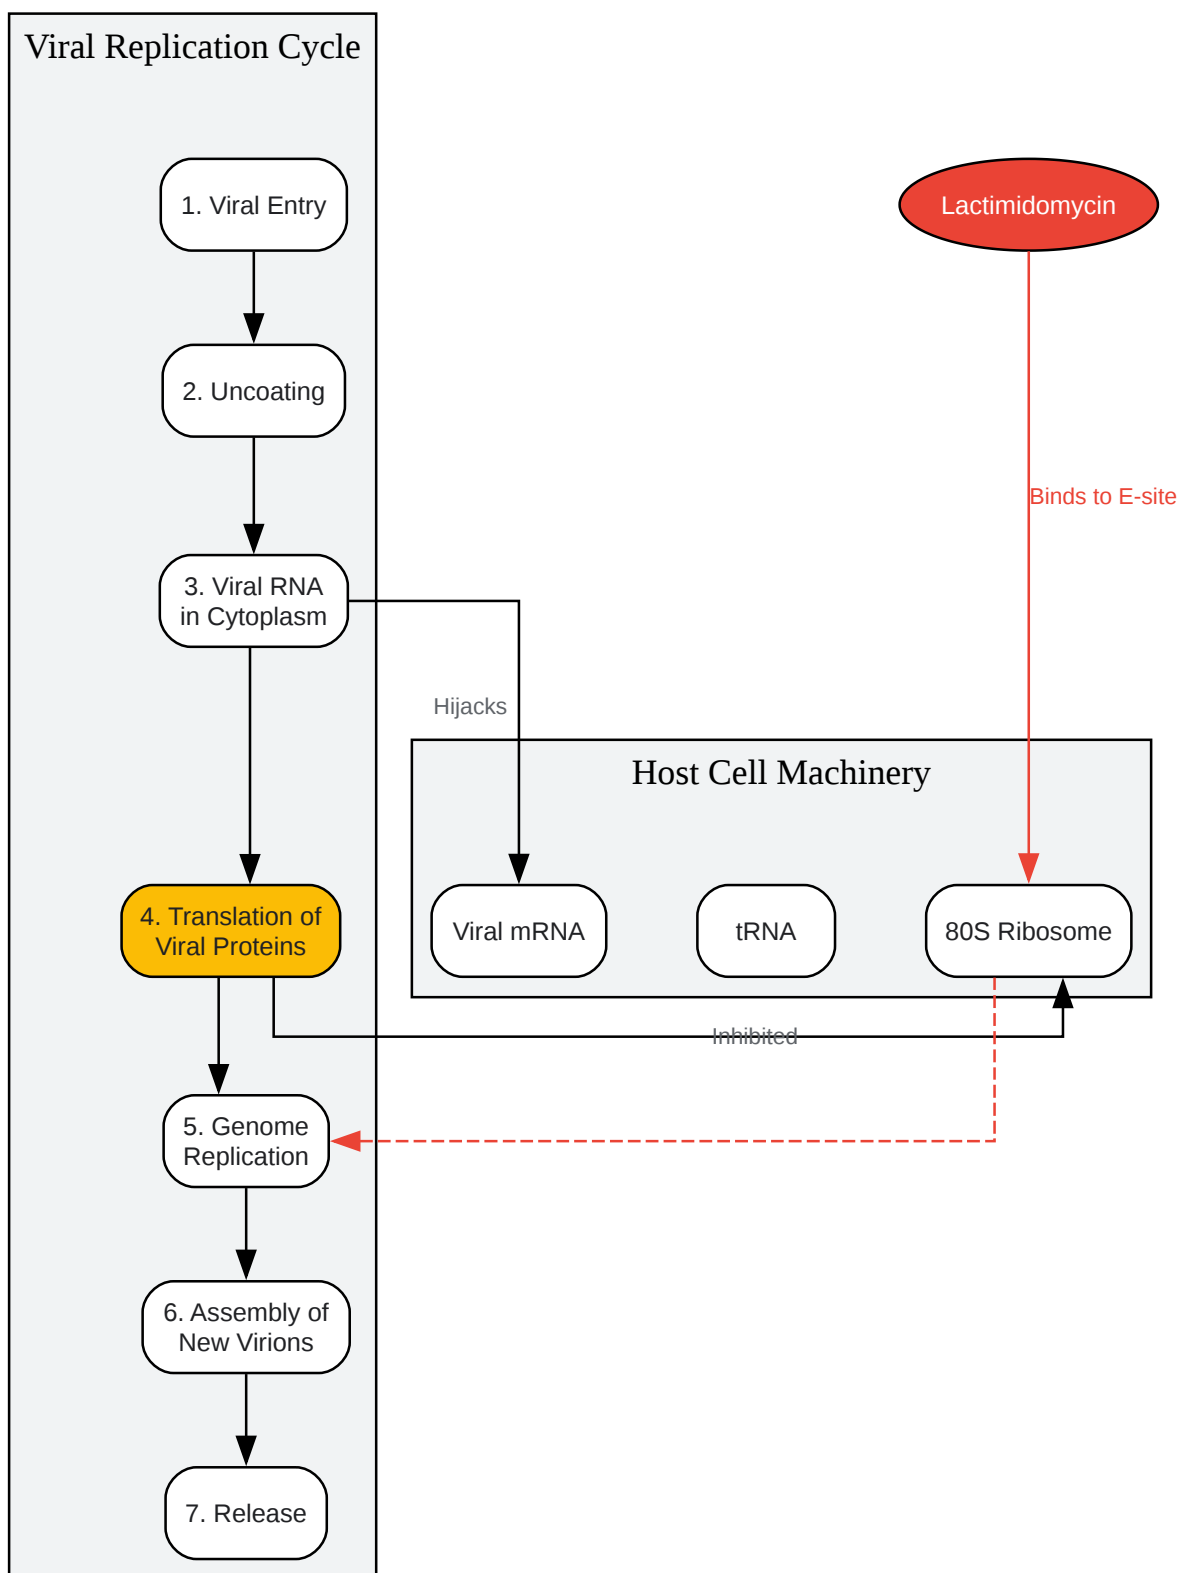 Viral Replication Cycle
1. Viral Entry
Lactimidomycin
2. Uncoating
Binds to E-site
3. Viral RNA
in Cytoplasm
Hijacks
Host Cell Machinery
4. Translation of
Viral Proteins
Viral mRNA
tRNA
80S Ribosome
Inhibited
5. Genome
Replication
6. Assembly of
New Virions
7. Release